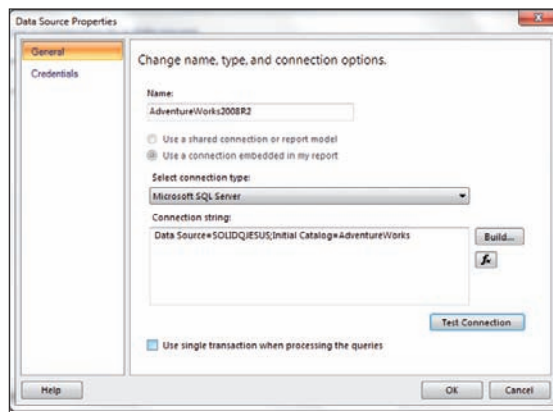 Data Source Properties
General
Credentials
Change name, type, and connection options.
Name:
AdventureWorks2008R2
Use a shared connection or report model
Use a connection embedded in my report
Select connection type:
Microsoft SQL Server
Connection string:
Data Source=SOLIDQJESUS;Initial Catalog=AdventureWorks
Build...
fx
Test Connection
Use single transaction when processing the queries
Help
OK
Cancel